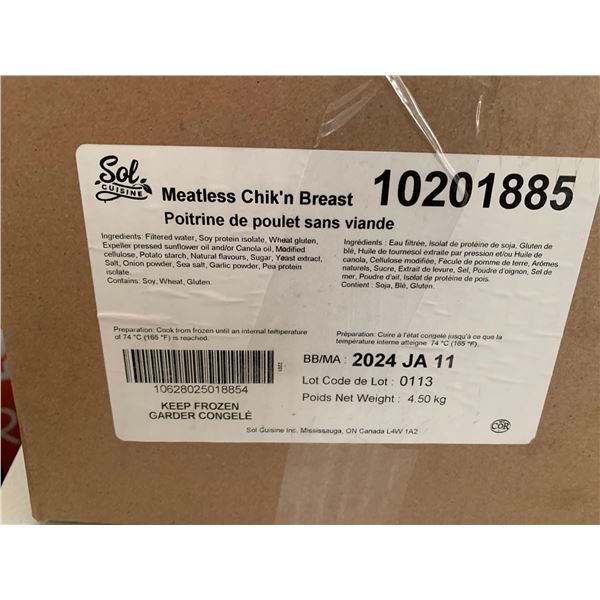 Sol
CUISINE
Meatless Chik'n Breast
10201885
Poitrine de poulet sans viande
Ingredients: Filtered water, Soy protein isolate, Wheat gluten,
Expeller pressed sunflower oil and/or Canola oil, Modified
cellulose, Potato starch, Natural flavours, Sugar, Yeast extract,
Salt, Onion powder, Sea salt, Garlic powder, Pea protein
isolate.
Contains: Soy, Wheat, Gluten.
Ingrédients : Eau filtrée, Isolat de protéine de soja, Gluten de
blé, Huile de tournesol extraite par pression et/ou Huile de
canola, Cellulose modifiée, Fécule de pomme de terre, Arômes
naturels, Sucre, Extrait de levure, Sel, Poudre d'oignon, Sel de
mer, Poudre d'ail, Isolat de protéines de pois.
Contient : Soja, Blé, Gluten.
Preparation: Cook from frozen until an internal temperature
of 74 °C (165 °F) is reached.
Préparation: Cuire à l'état congelé jusqu'à ce que la
température interne atteigne 74 °C (165 °F).
10628025018854
KEEP FROZEN
GARDER CONGELÉ
BB/MA : 2024 JA 11
Lot Code de Lot : 0113
Poids Net Weight : 4.50 kg
Sol Cuisine Inc. Mississauga, ON Canada L4W 1A2
COR